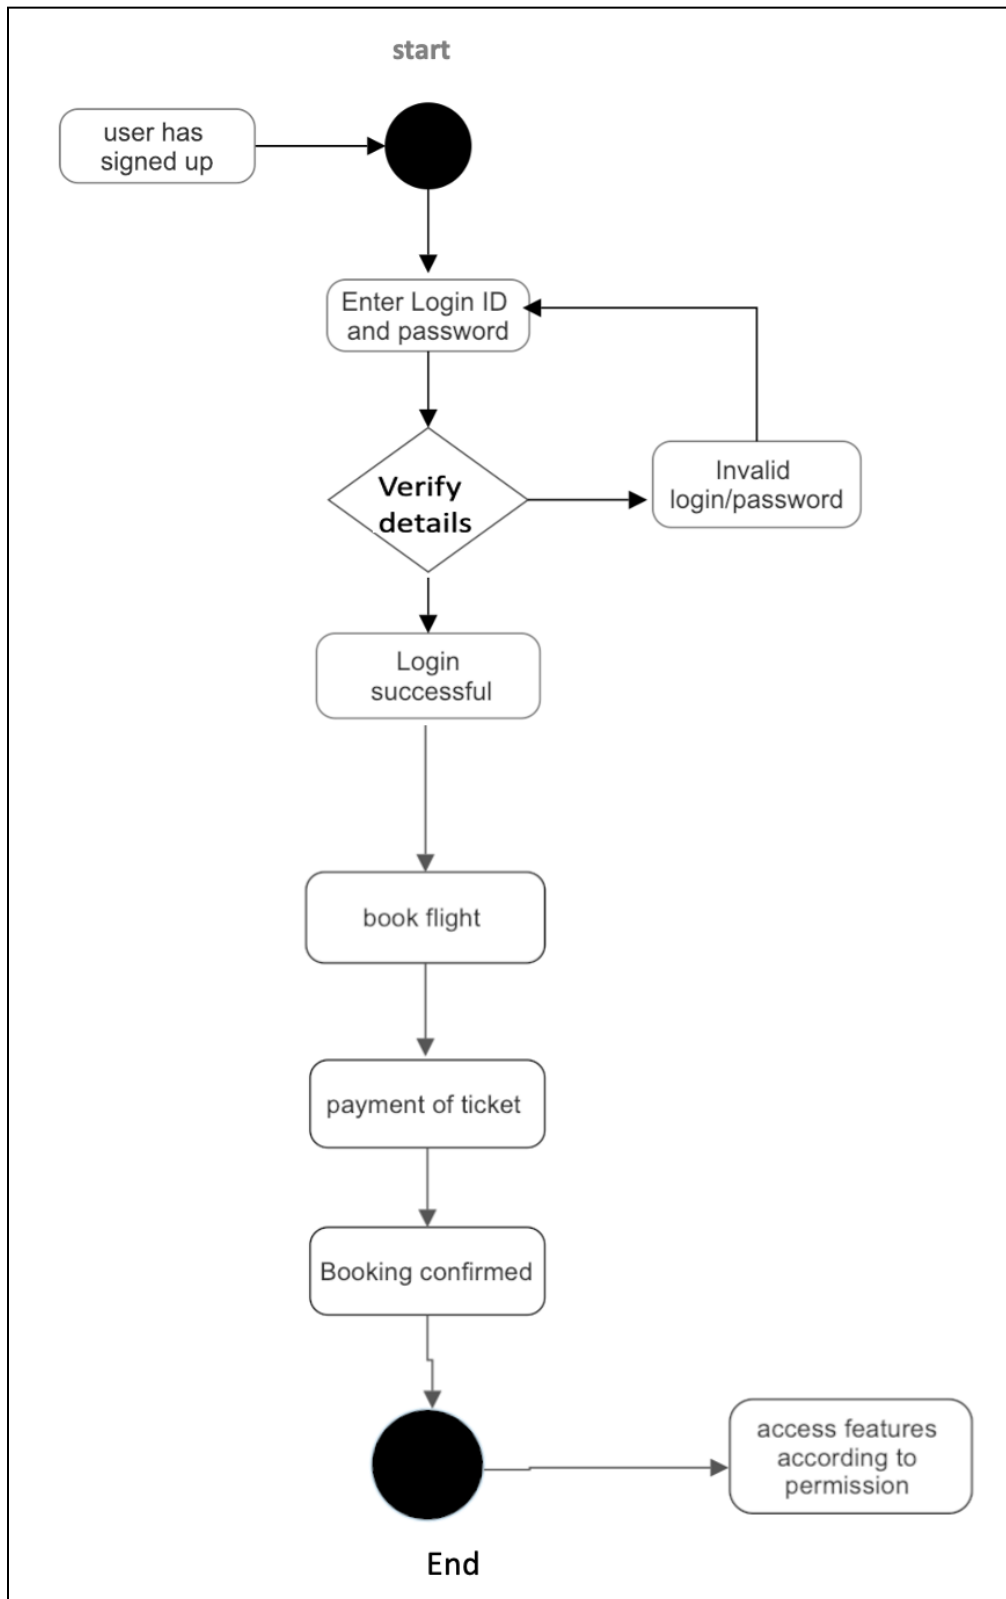 start
user has
signed up
Enter Login ID
and password
Verify
details
Invalid
login/password
Login
successful
book flight
payment of ticket
Booking confirmed
access features
according to
permission
End